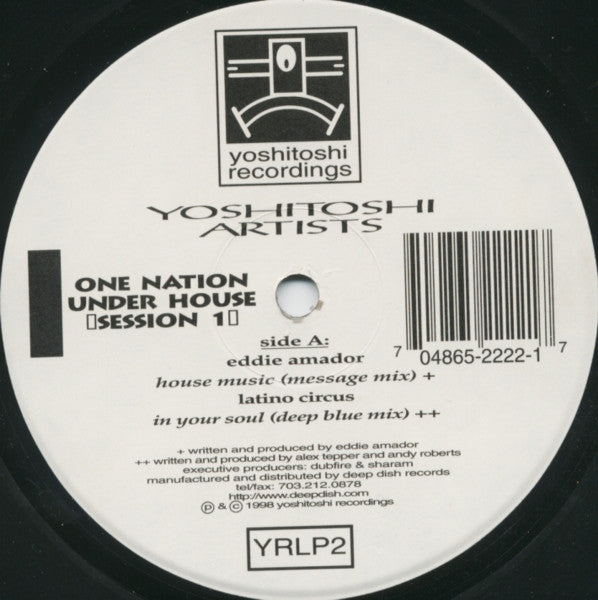 yoshitoshi
recordings
YOSHITOSHI
ARTISTS
ONE NATION
UNDER HOUSE
▯SESSION 1▯
side A:
eddie amador
house music (message mix) +
latino circus
in your soul (deep blue mix) ++
7 04865-2222-1 7
+ written and produced by eddie amador
++ written and produced by alex tepper and andy roberts
executive producers: dubfire & sharam
manufactured and distributed by deep dish records
tel/fax: 703.212.0878
http://www.deepdish.com
℗ & © 1998 yoshitoshi recordings
YRLP2